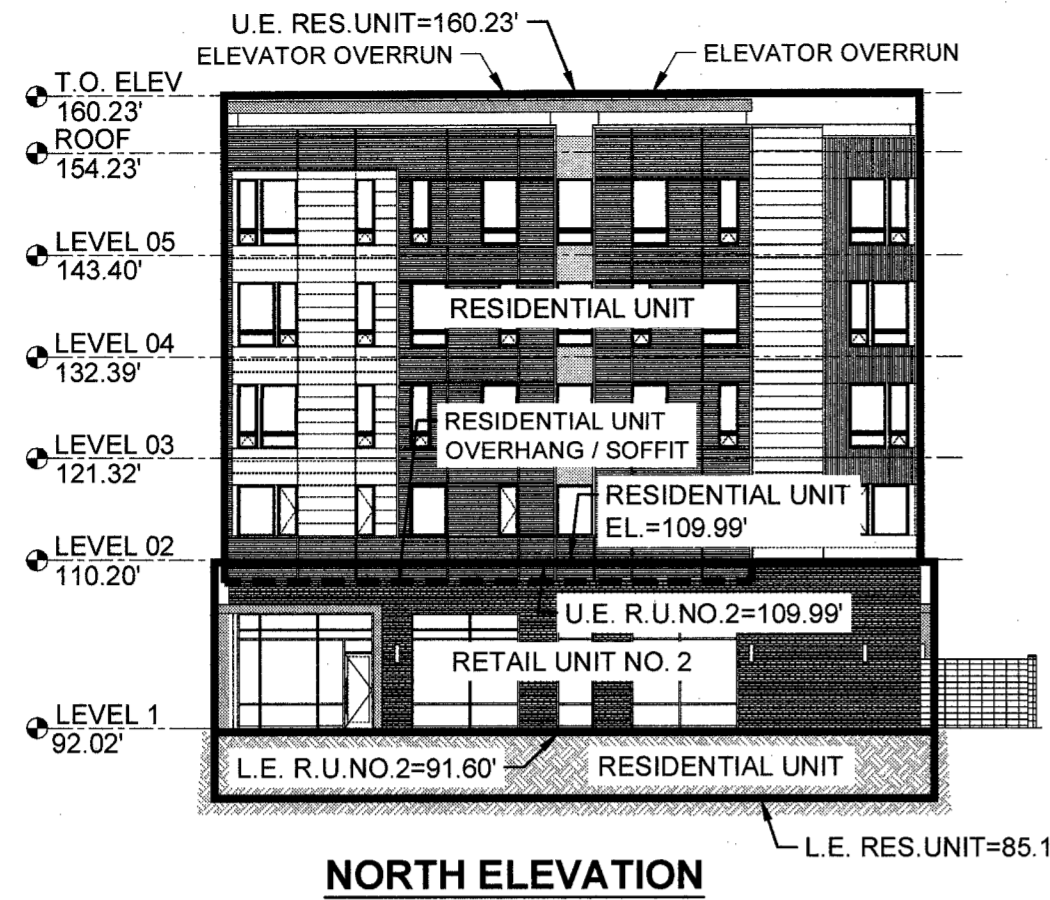 U.E. RES.UNIT=160.23'
ELEVATOR OVERRUN
ELEVATOR OVERRUN
T.O. ELEV
160.23'
ROOF
154.23'
LEVEL 05
143.40'
RESIDENTIAL UNIT
LEVEL 04
132.39'
RESIDENTIAL UNIT
OVERHANG / SOFFIT
LEVEL 03
121.32'
RESIDENTIAL UNIT
EL.=109.99'
LEVEL 02
110.20'
U.E. R.U.NO.2=109.99'
RETAIL UNIT NO. 2
LEVEL 1
92.02'
L.E. R.U.NO.2=91.60'
RESIDENTIAL UNIT
L.E. RES.UNIT=85.1
NORTH ELEVATION